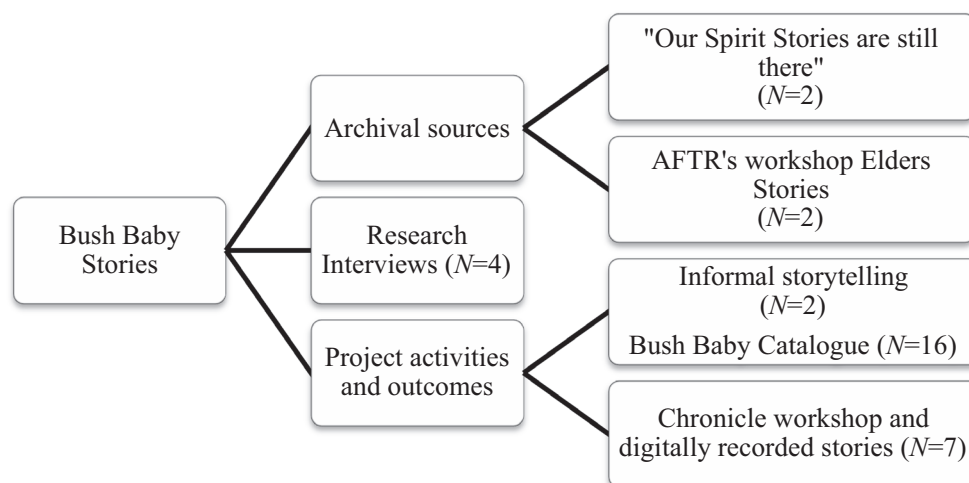 "Our Spirit Stories are still
there"
(N=2)
Archival sources
AFTR's workshop Elders
Stories
(N=2)
Bush Baby
Stories
Research
Interviews (N=4)
Informal storytelling
(N=2)
Bush Baby Catalogue (N=16)
Project activities
and outcomes
Chronicle workshop and
digitally recorded stories (N=7)